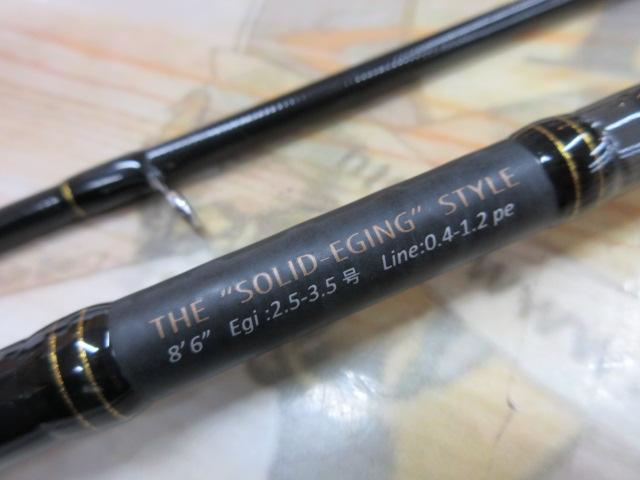 THE "SOLID-EGING" STYLE
8'6" Egi :2.5-3.5号 Line:0.4-1.2 pe